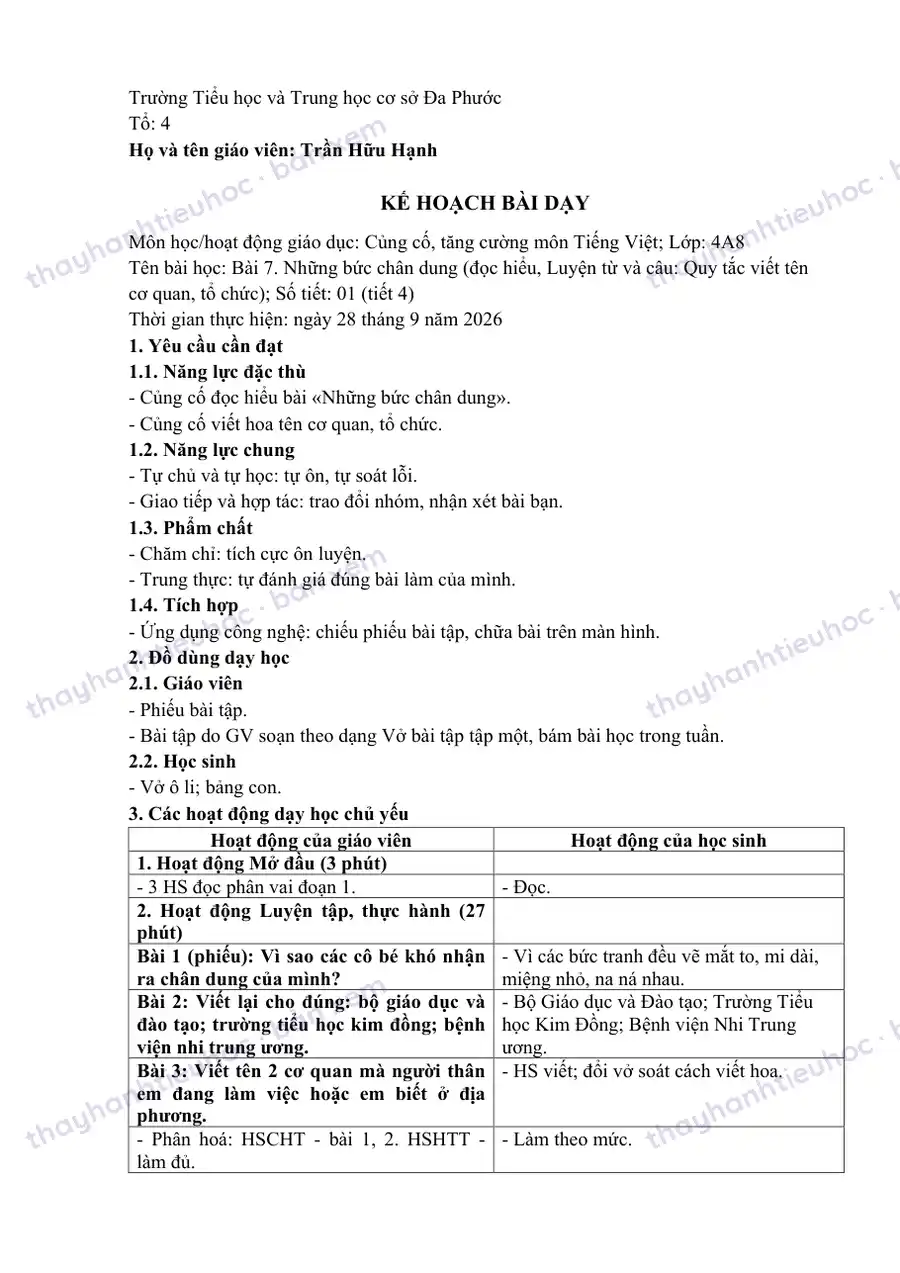 Trường Tiểu học và Trung học cơ sở Đa Phước
Tổ: 4
Họ và tên giáo viên: Trần Hữu Hạnh
KẾ HOẠCH BÀI DẠY
Môn học/hoạt động giáo dục: Củng cố, tăng cường môn Tiếng Việt; Lớp: 4A8
Tên bài học: Bài 7. Những bức chân dung (đọc hiểu, Luyện từ và câu: Quy tắc viết tên
cơ quan, tổ chức); Số tiết: 01 (tiết 4)
Thời gian thực hiện: ngày 28 tháng 9 năm 2026
1. Yêu cầu cần đạt
1.1. Năng lực đặc thù
- Củng cố đọc hiểu bài «Những bức chân dung».
- Củng cố viết hoa tên cơ quan, tổ chức.
1.2. Năng lực chung
- Tự chủ và tự học: tự ôn, tự soát lỗi.
- Giao tiếp và hợp tác: trao đổi nhóm, nhận xét bài bạn.
1.3. Phẩm chất
- Chăm chỉ: tích cực ôn luyện.
- Trung thực: tự đánh giá đúng bài làm của mình.
1.4. Tích hợp
- Ứng dụng công nghệ: chiếu phiếu bài tập, chữa bài trên màn hình.
2. Đồ dùng dạy học
2.1. Giáo viên
- Phiếu bài tập.
- Bài tập do GV soạn theo dạng Vở bài tập tập một, bám bài học trong tuần.
2.2. Học sinh
- Vở ô li; bảng con.
3. Các hoạt động dạy học chủ yếu
Hoạt động của giáo viên
Hoạt động của học sinh
1. Hoạt động Mở đầu (3 phút)
- 3 HS đọc phân vai đoạn 1.
- Đọc.
2. Hoạt động Luyện tập, thực hành (27
phút)
Bài 1 (phiếu): Vì sao các cô bé khó nhận
ra chân dung của mình?
- Vì các bức tranh đều vẽ mắt to, mi dài,
miệng nhỏ, na ná nhau.
Bài 2: Viết lại cho đúng: bộ giáo dục và
đào tạo; trường tiểu học kim đồng; bệnh
viện nhi trung ương.
- Bộ Giáo dục và Đào tạo; Trường Tiểu
học Kim Đồng; Bệnh viện Nhi Trung
ương.
Bài 3: Viết tên 2 cơ quan mà người thân
em đang làm việc hoặc em biết ở địa
phương.
- HS viết; đổi vở soát cách viết hoa.
- Phân hoá: HSCHT - bài 1, 2. HSHTT -
làm đủ.
- Làm theo mức.
thayhanhtieuhoc · bản xem
thayhanhtieuhoc · b
thayhanhtieuhoc · bản xem
thayhanhtieuhoc · b
thayhanhtieuhoc · bản xem
thayhanhtieuhoc · b